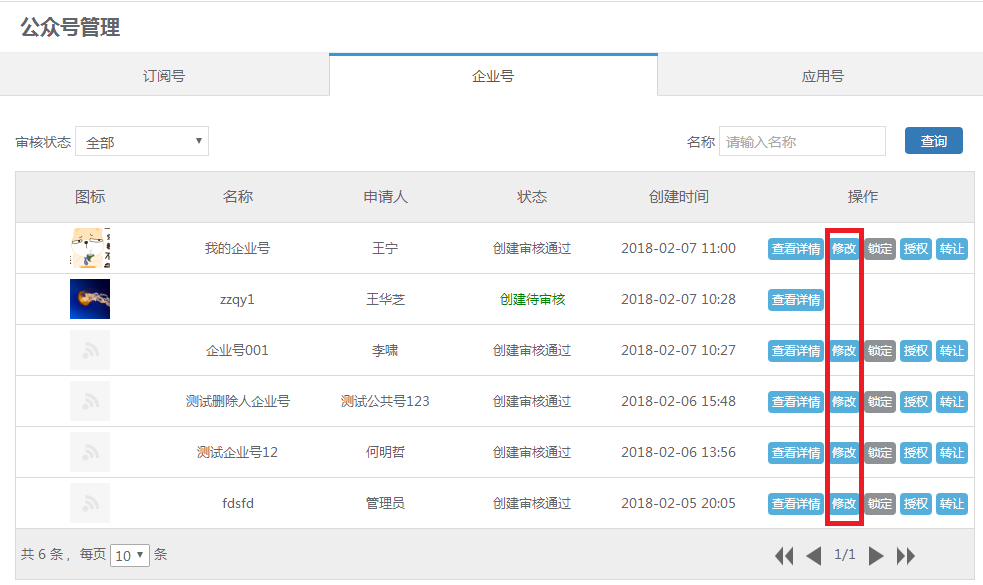 公众号管理
订阅号 企业号 应用号
审核状态 全部 名称 请输入名称 查询
图标 名称 申请人 状态 创建时间 操作
我的企业号 王宁 创建审核通过 2018-02-07 11:00 查看详情 修改 锁定 授权 转让
zzqy1 王华芝 创建待审核 2018-02-07 10:28 查看详情
企业号001 李啸 创建审核通过 2018-02-07 10:27 查看详情 修改 锁定 授权 转让
测试删除人企业号 测试公共号123 创建审核通过 2018-02-06 15:48 查看详情 修改 锁定 授权 转让
测试企业号12 何明哲 创建审核通过 2018-02-06 13:56 查看详情 修改 锁定 授权 转让
fdsfd 管理员 创建审核通过 2018-02-05 20:05 查看详情 修改 锁定 授权 转让
共 6 条，每页 10 条 1/1